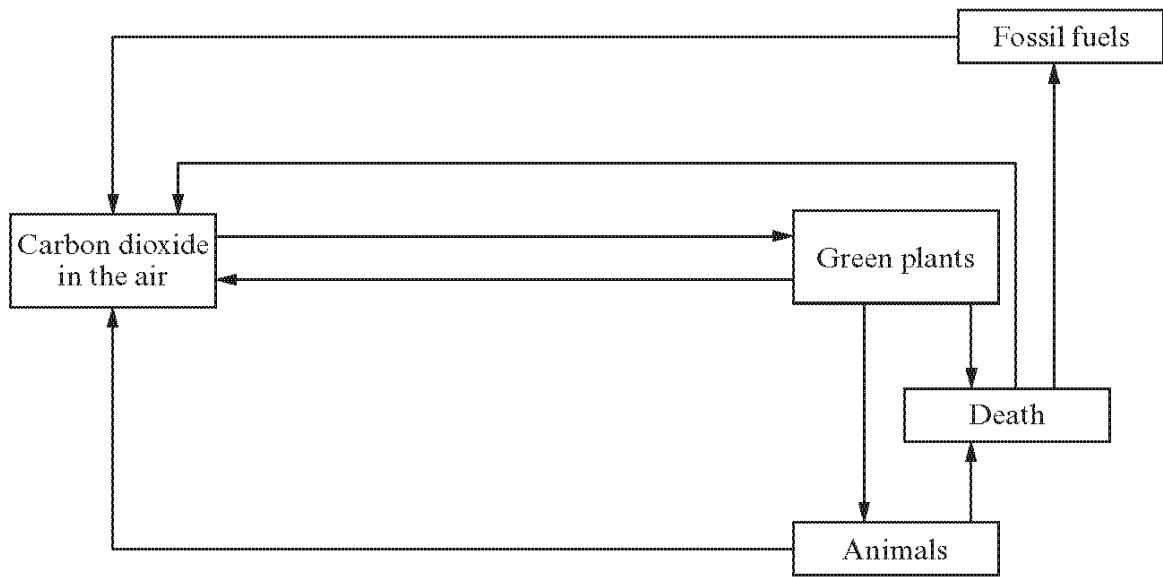 Fossil fuels
Carbon dioxide
in the air
Green plants
Death
Animals